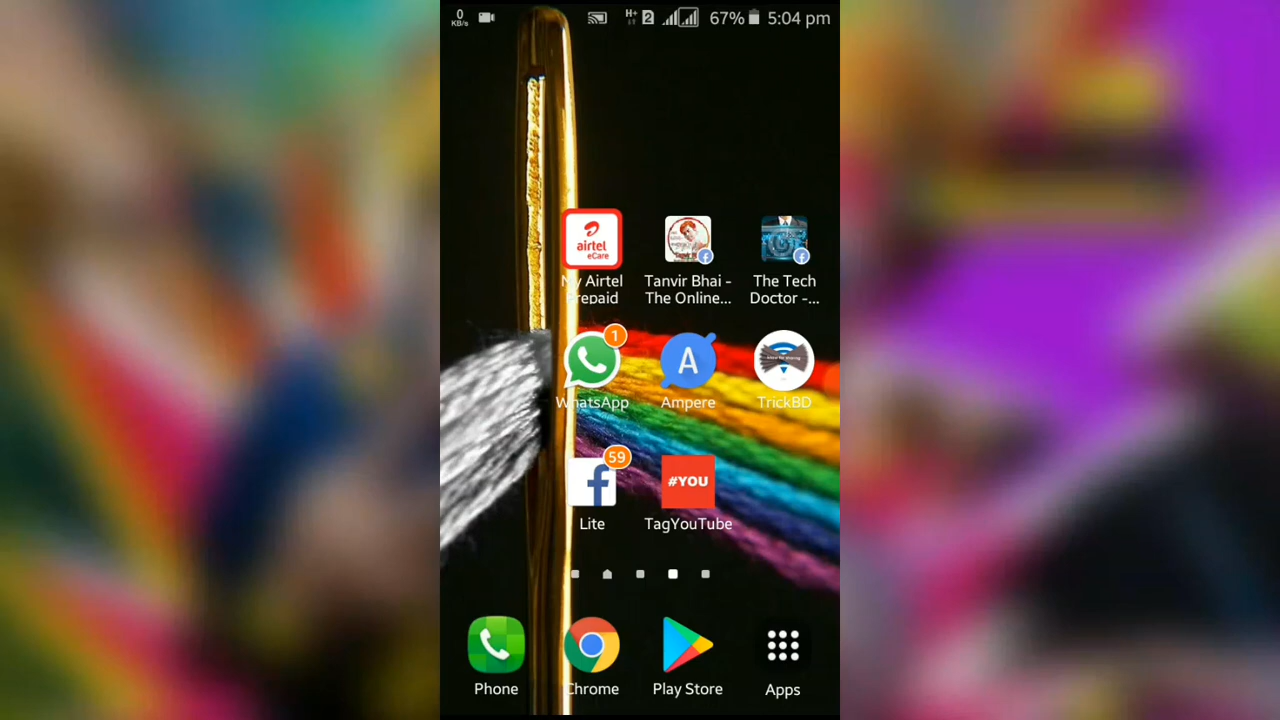 0
KB/s
H+
2
67%
5:04 pm
airtel
eCare
My Airtel
Prepaid
Tanvir Bhai -
The Online...
The Tech
Doctor -...
1
WhatsApp
A
Ampere
TrickBD
59
f
Lite
#YOU
TagYouTube
Phone
Chrome
Play Store
Apps